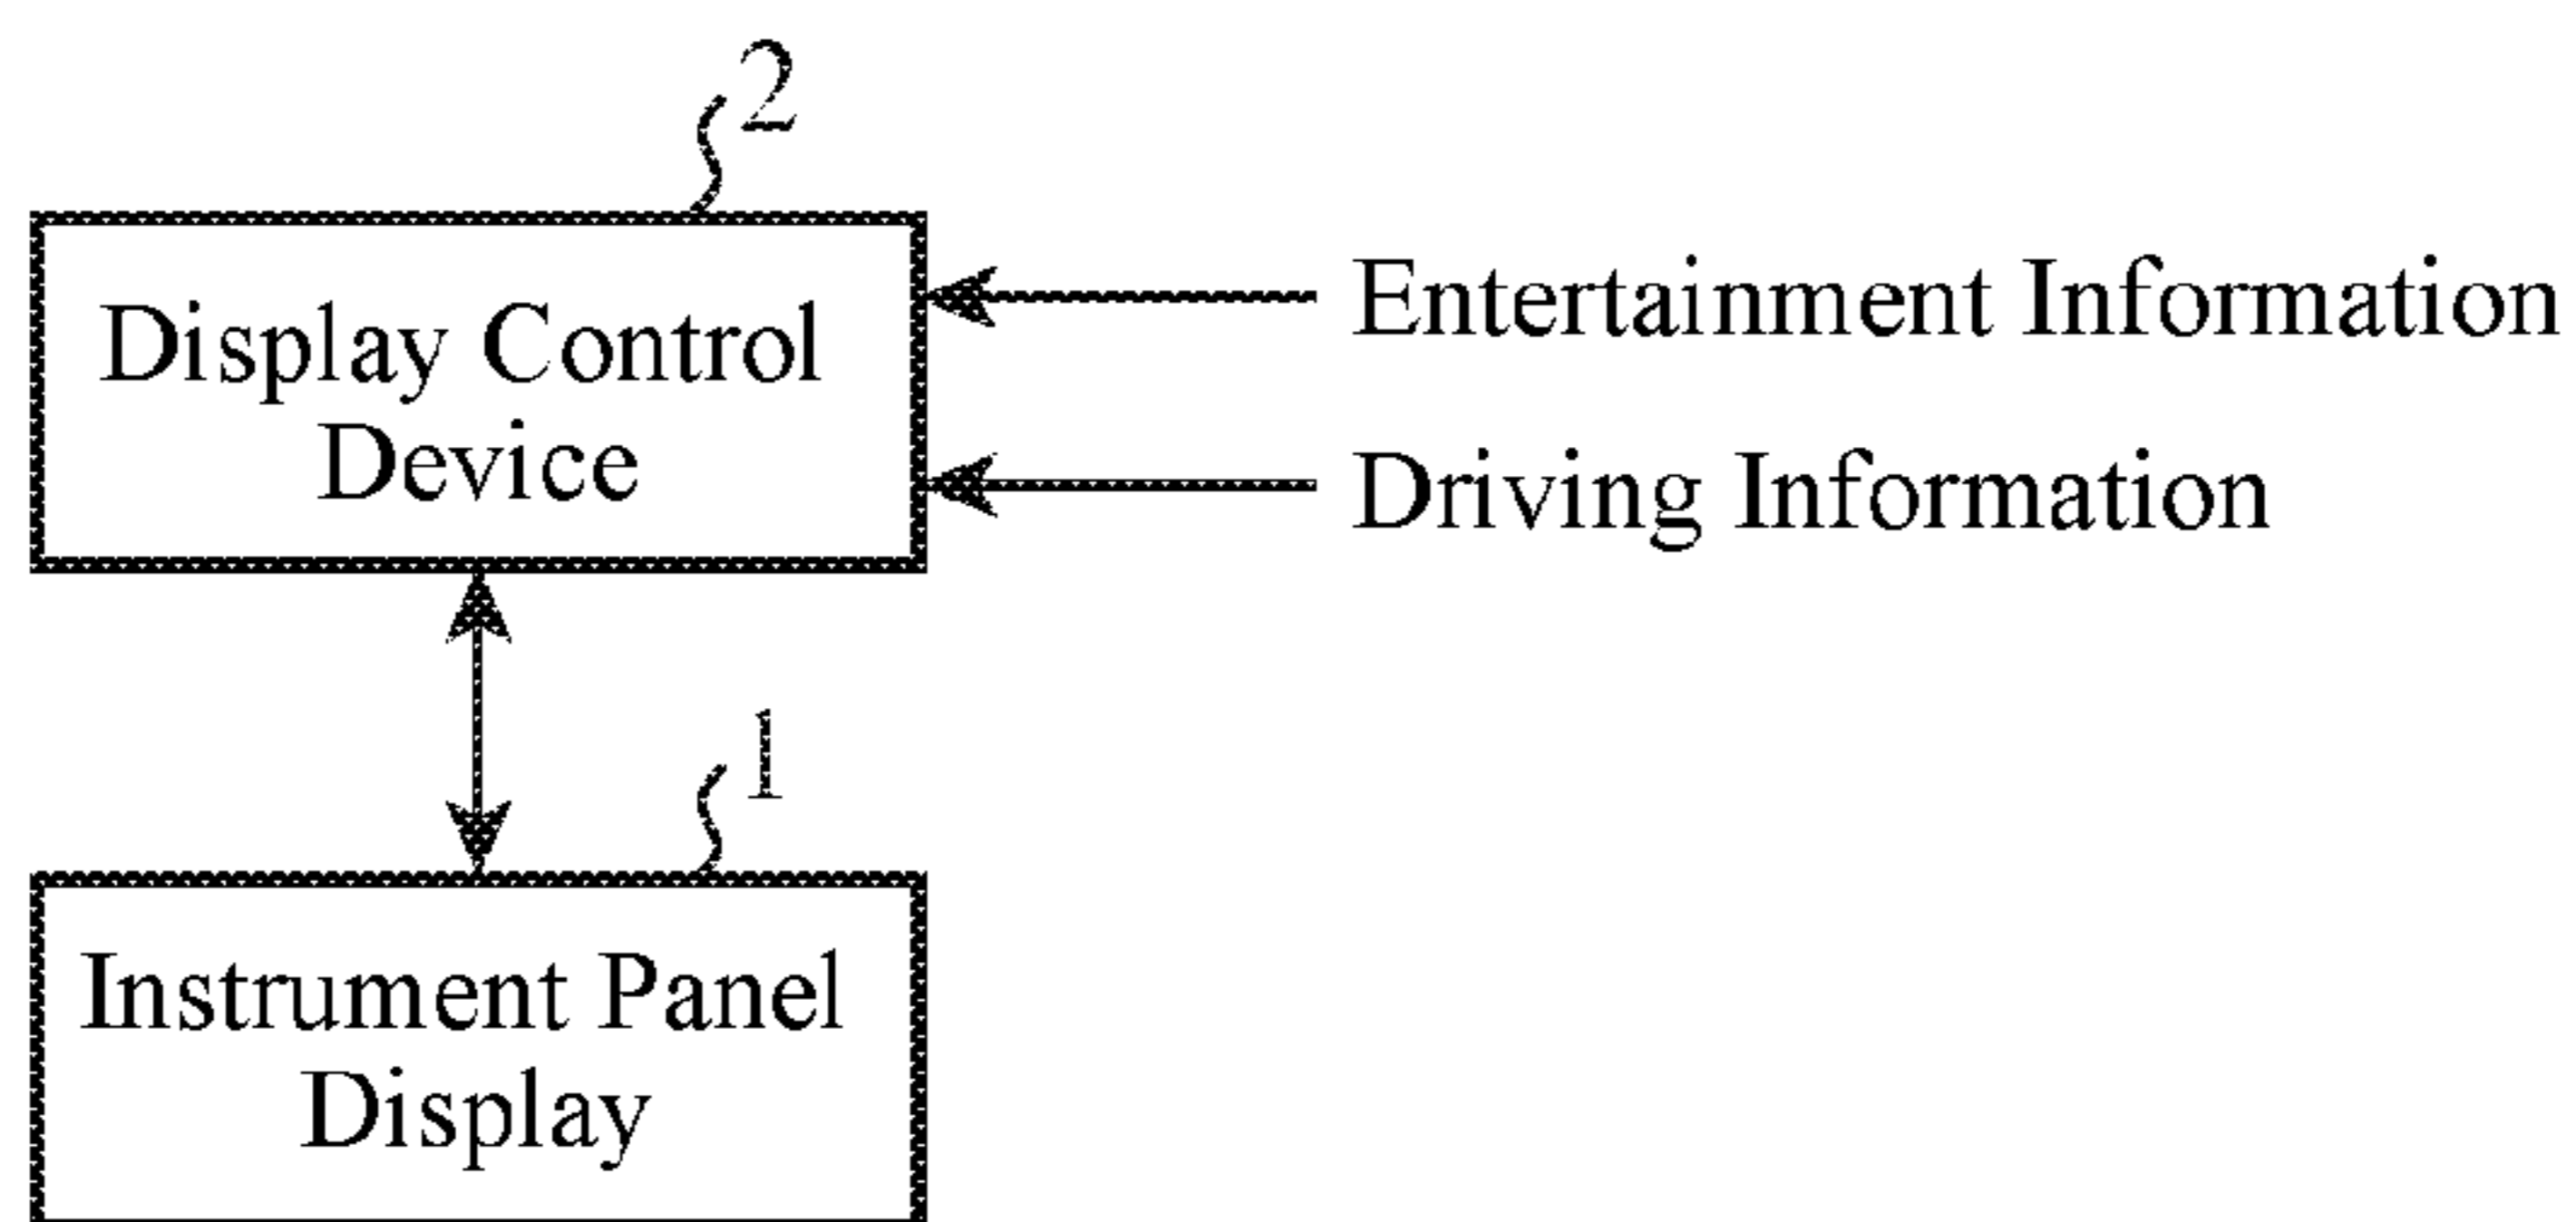 2
Display Control
Device
Entertainment Information
Driving Information
1
Instrument Panel
Display